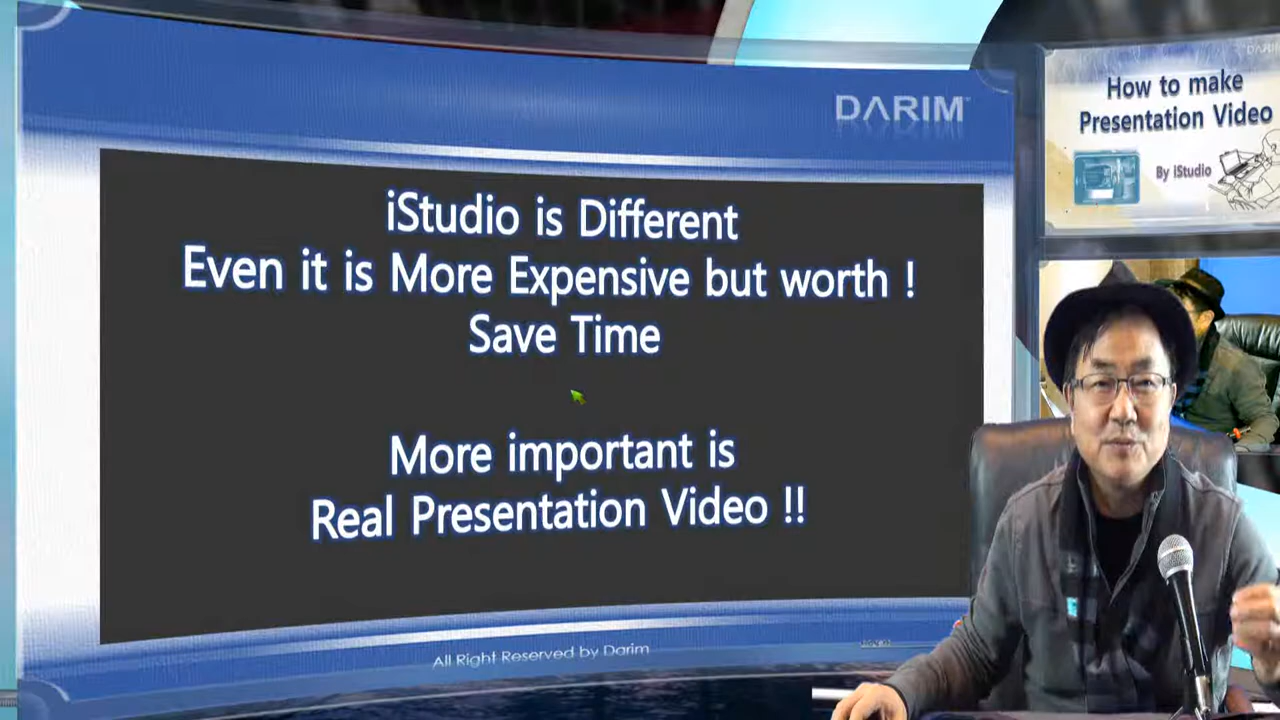 DARIM
iStudio is Different
Even it is More Expensive but worth !
Save Time
More important is
Real Presentation Video !!
All Right Reserved by Darim
How to make
Presentation Video
By iStudio